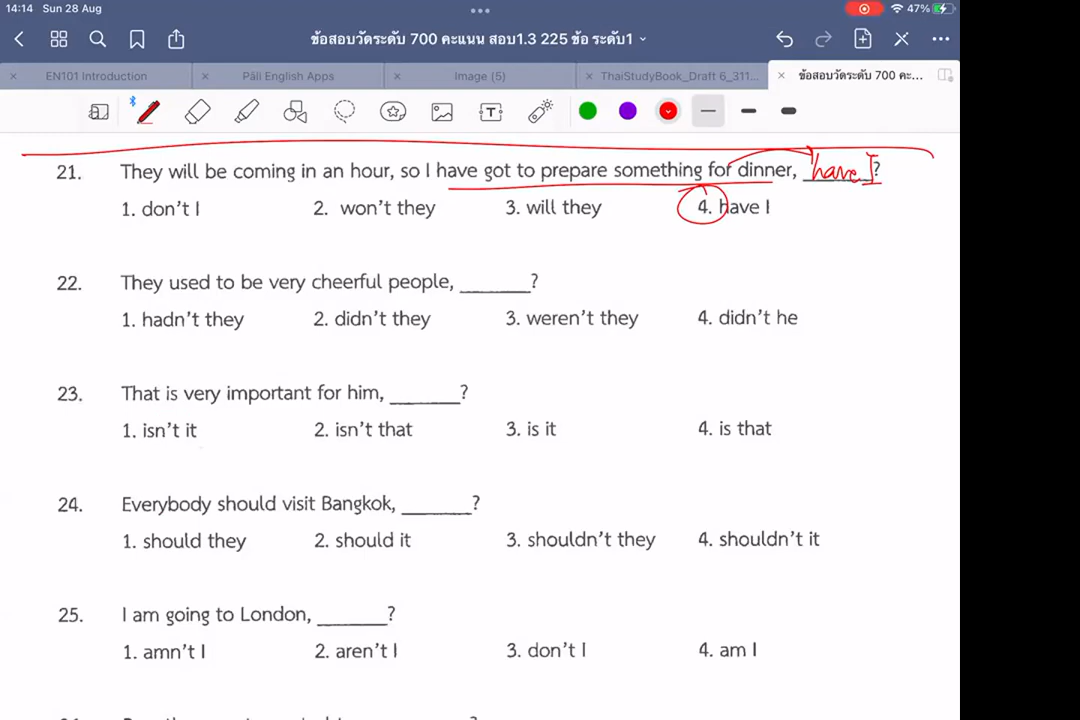 14:14 Sun 28 Aug
47%
ข้อสอบวัดระดับ 700 คะแนน สอบ1.3 225 ข้อ ระดับ1
EN101 Introduction
Pāli English Apps
Image (5)
ThaiStudyBook_Draft 6_311...
ข้อสอบวัดระดับ 700 คะ...
21. They will be coming in an hour, so I have got to prepare something for dinner, have I?
1. don't I 2. won't they 3. will they 4. have I
22. They used to be very cheerful people, _______?
1. hadn't they 2. didn't they 3. weren't they 4. didn't he
23. That is very important for him, _______?
1. isn't it 2. isn't that 3. is it 4. is that
24. Everybody should visit Bangkok, _______?
1. should they 2. should it 3. shouldn't they 4. shouldn't it
25. I am going to London, _______?
1. amn't I 2. aren't I 3. don't I 4. am I